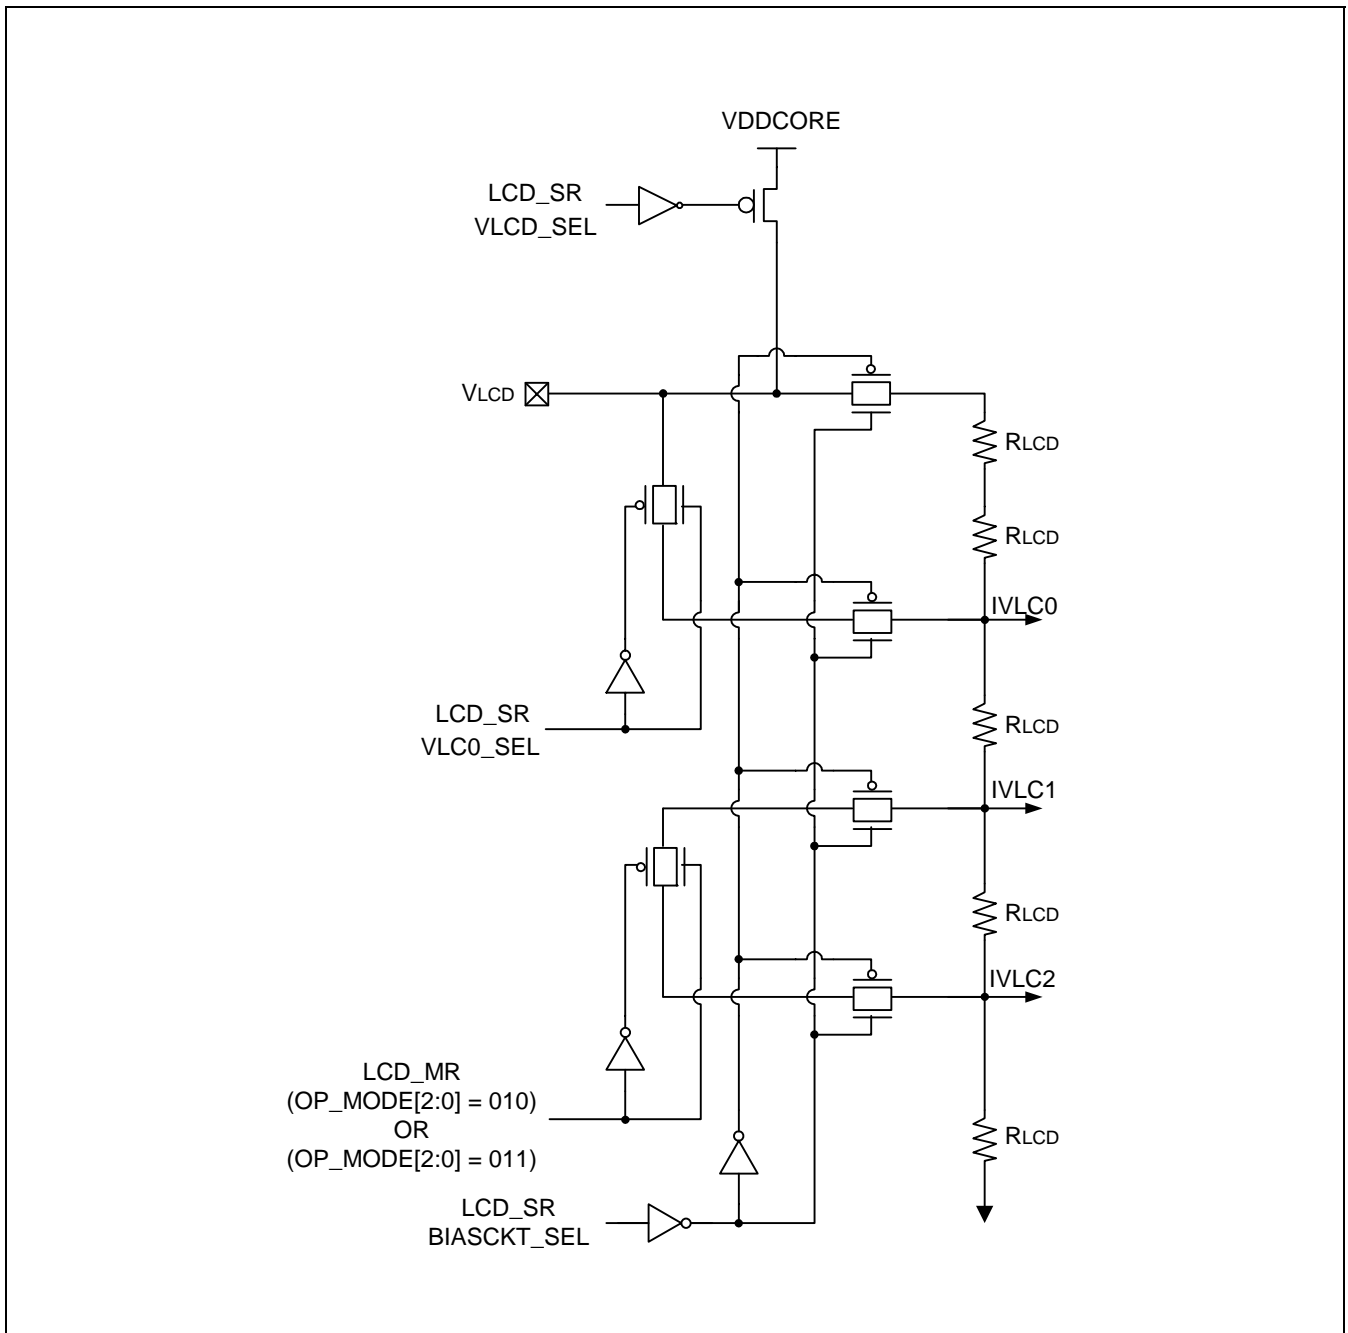 VDDCORE
LCD_SR
VLCD_SEL
VLCD
RLCD
RLCD
IVLC0
LCD_SR
VLC0_SEL
RLCD
IVLC1
RLCD
IVLC2
LCD_MR
(OP_MODE[2:0] = 010)
OR
(OP_MODE[2:0] = 011)
RLCD
LCD_SR
BIASCKT_SEL